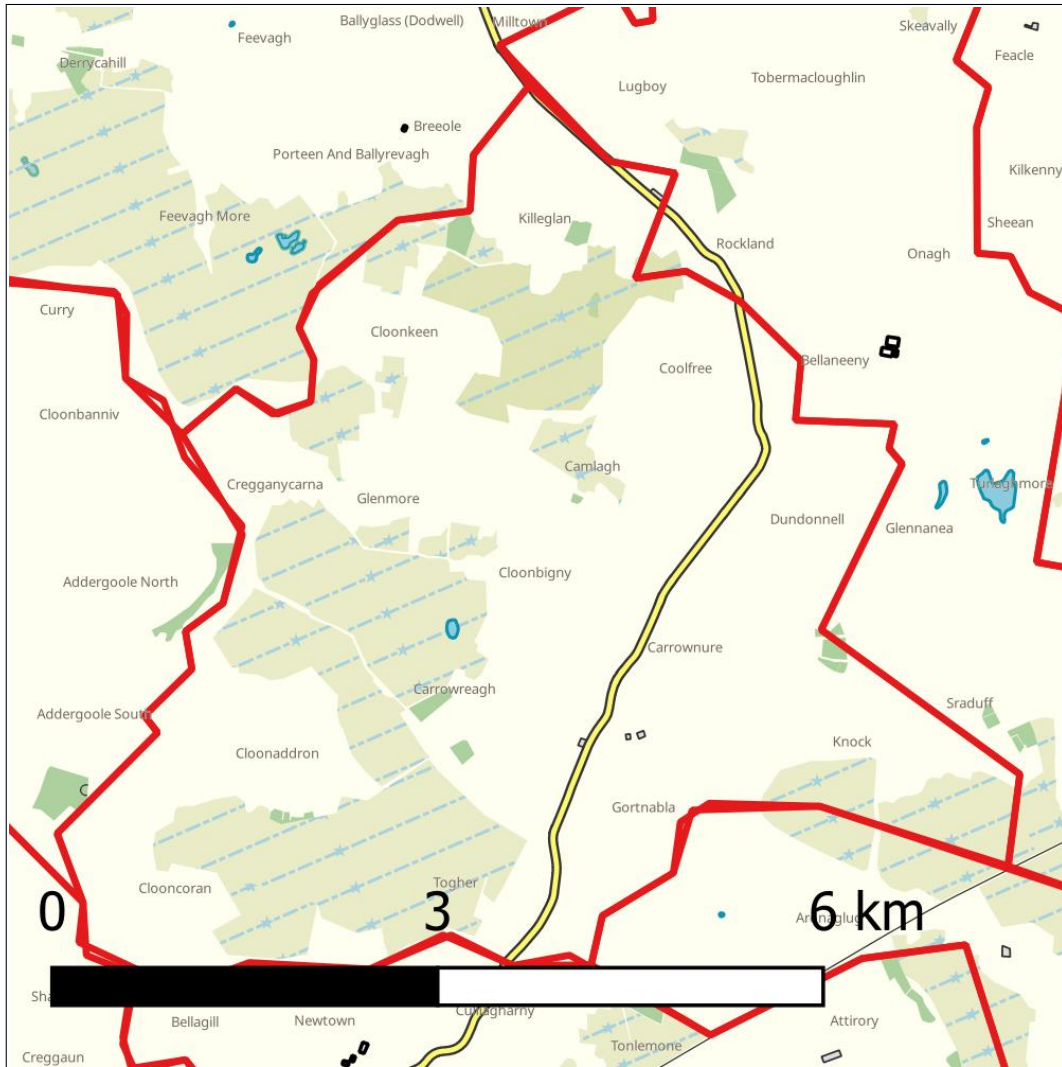 Ballyglass (Dodwell)
Milltown
Feevagh
Skeavally
Feacle
Derrycahill
Lugboy
Tobermacloughlin
Breeole
Porteen And Ballyrevagh
Kilkenny
Feevagh More
Killeglan
Sheean
Rockland
Onagh
Curry
Cloonkeen
Coolfree
Bellaneeny
Cloonbanniv
Camlagh
Cregganycarna
Glenmore
Turraghmore
Dundonnell
Glennanea
Addergoole North
Cloonbigny
Carrownure
Carrowreagh
Addergoole South
Sraduff
Cloonaddron
Knock
Gortnabla
Clooncoran
Togher
0 3 6 km
Bellagill
Newtown
Cullagharny
Attirory
Tonlemone
Creggaun